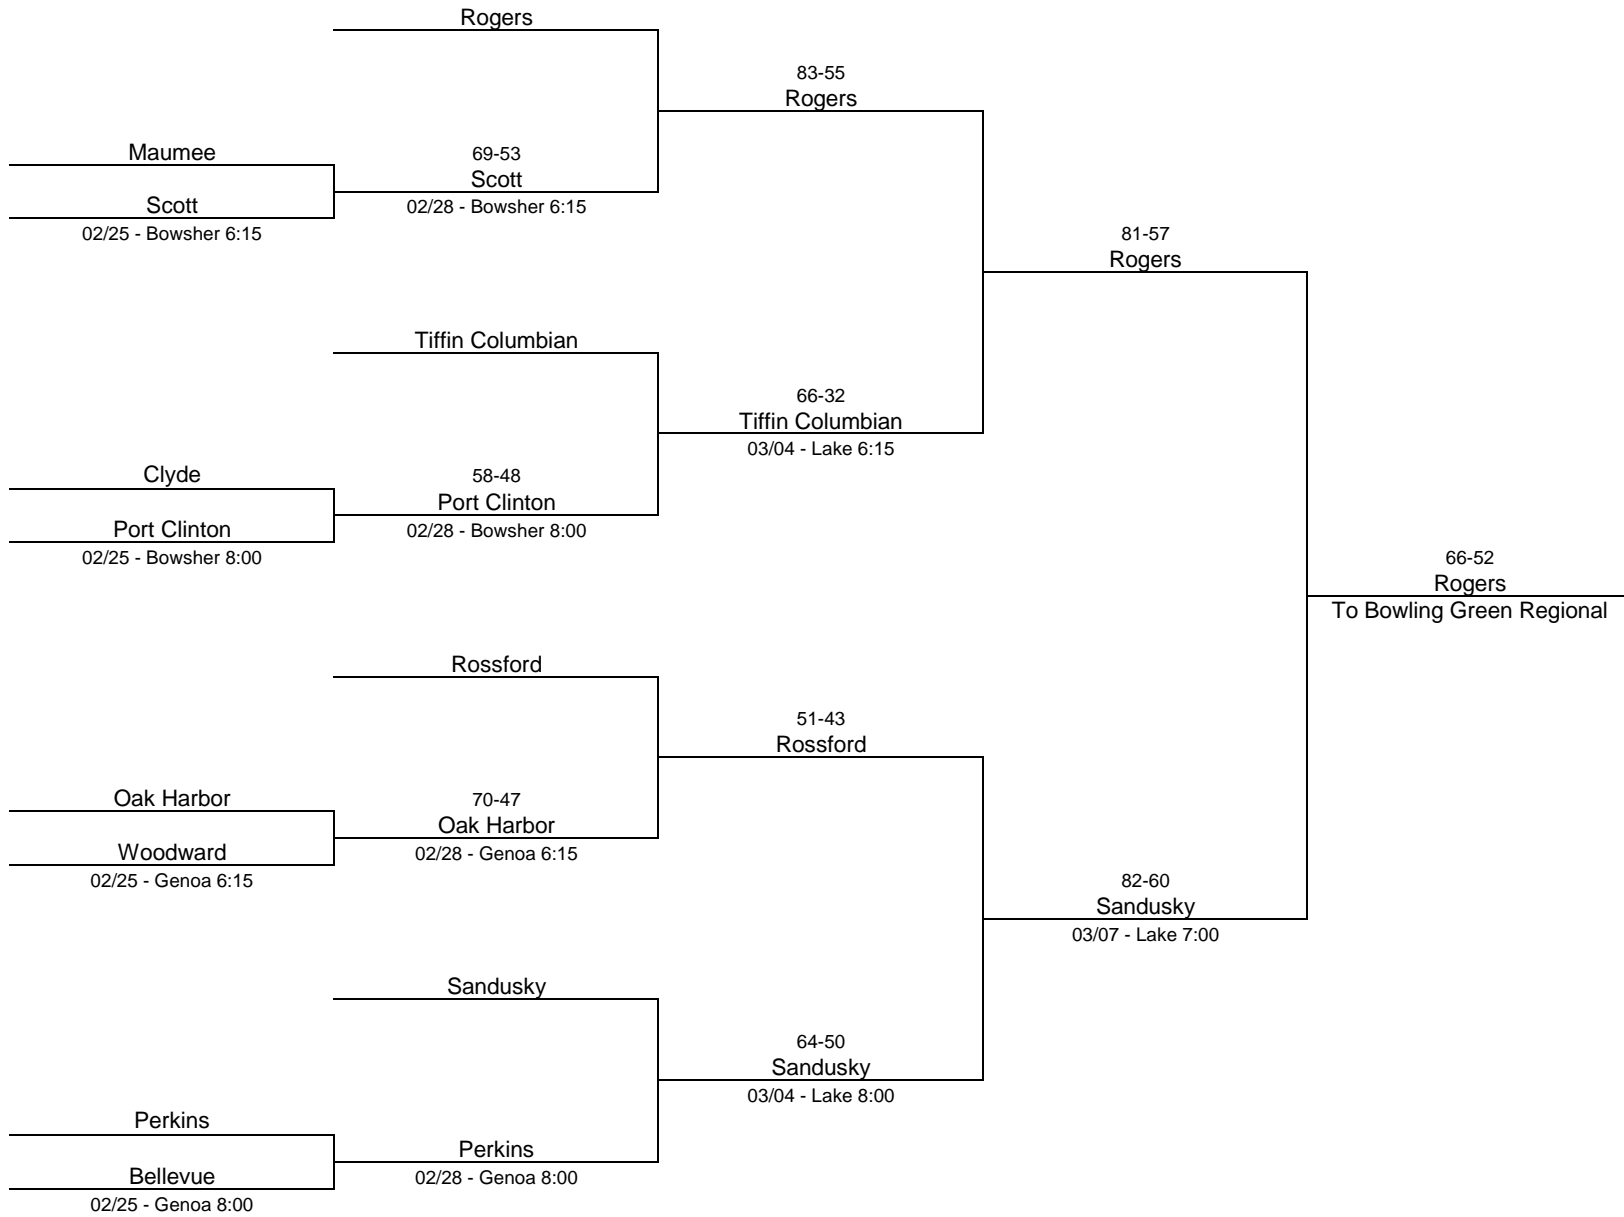 Rogers
83-55
Rogers
Maumee
69-53
Scott
Scott
02/28 - Bowsher 6:15
02/25 - Bowsher 6:15
81-57
Rogers
Tiffin Columbian
66-32
Tiffin Columbian
03/04 - Lake 6:15
Clyde
58-48
Port Clinton
Port Clinton
02/28 - Bowsher 8:00
02/25 - Bowsher 8:00
66-52
Rogers
To Bowling Green Regional
Rossford
51-43
Rossford
Oak Harbor
70-47
Oak Harbor
Woodward
02/28 - Genoa 6:15
02/25 - Genoa 6:15
82-60
Sandusky
03/07 - Lake 7:00
Sandusky
64-50
Sandusky
03/04 - Lake 8:00
Perkins
Perkins
Bellevue
02/28 - Genoa 8:00
02/25 - Genoa 8:00